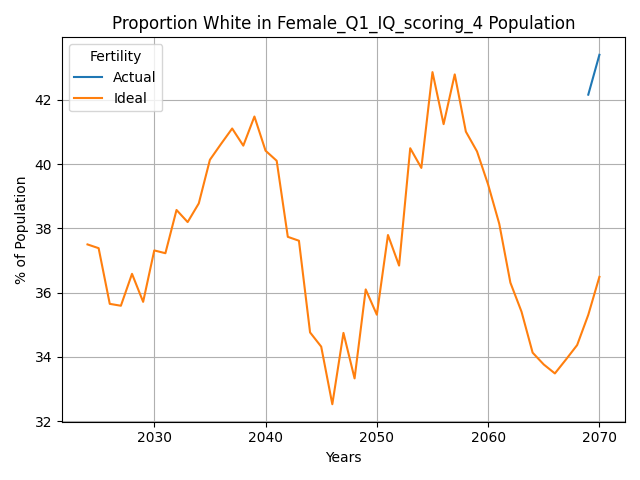 Proportion White in Female_Q1_IQ_scoring_4 Population
Fertility
Actual
Ideal
% of Population
42
40
38
36
34
32
2030
2040
2050
2060
2070
Years